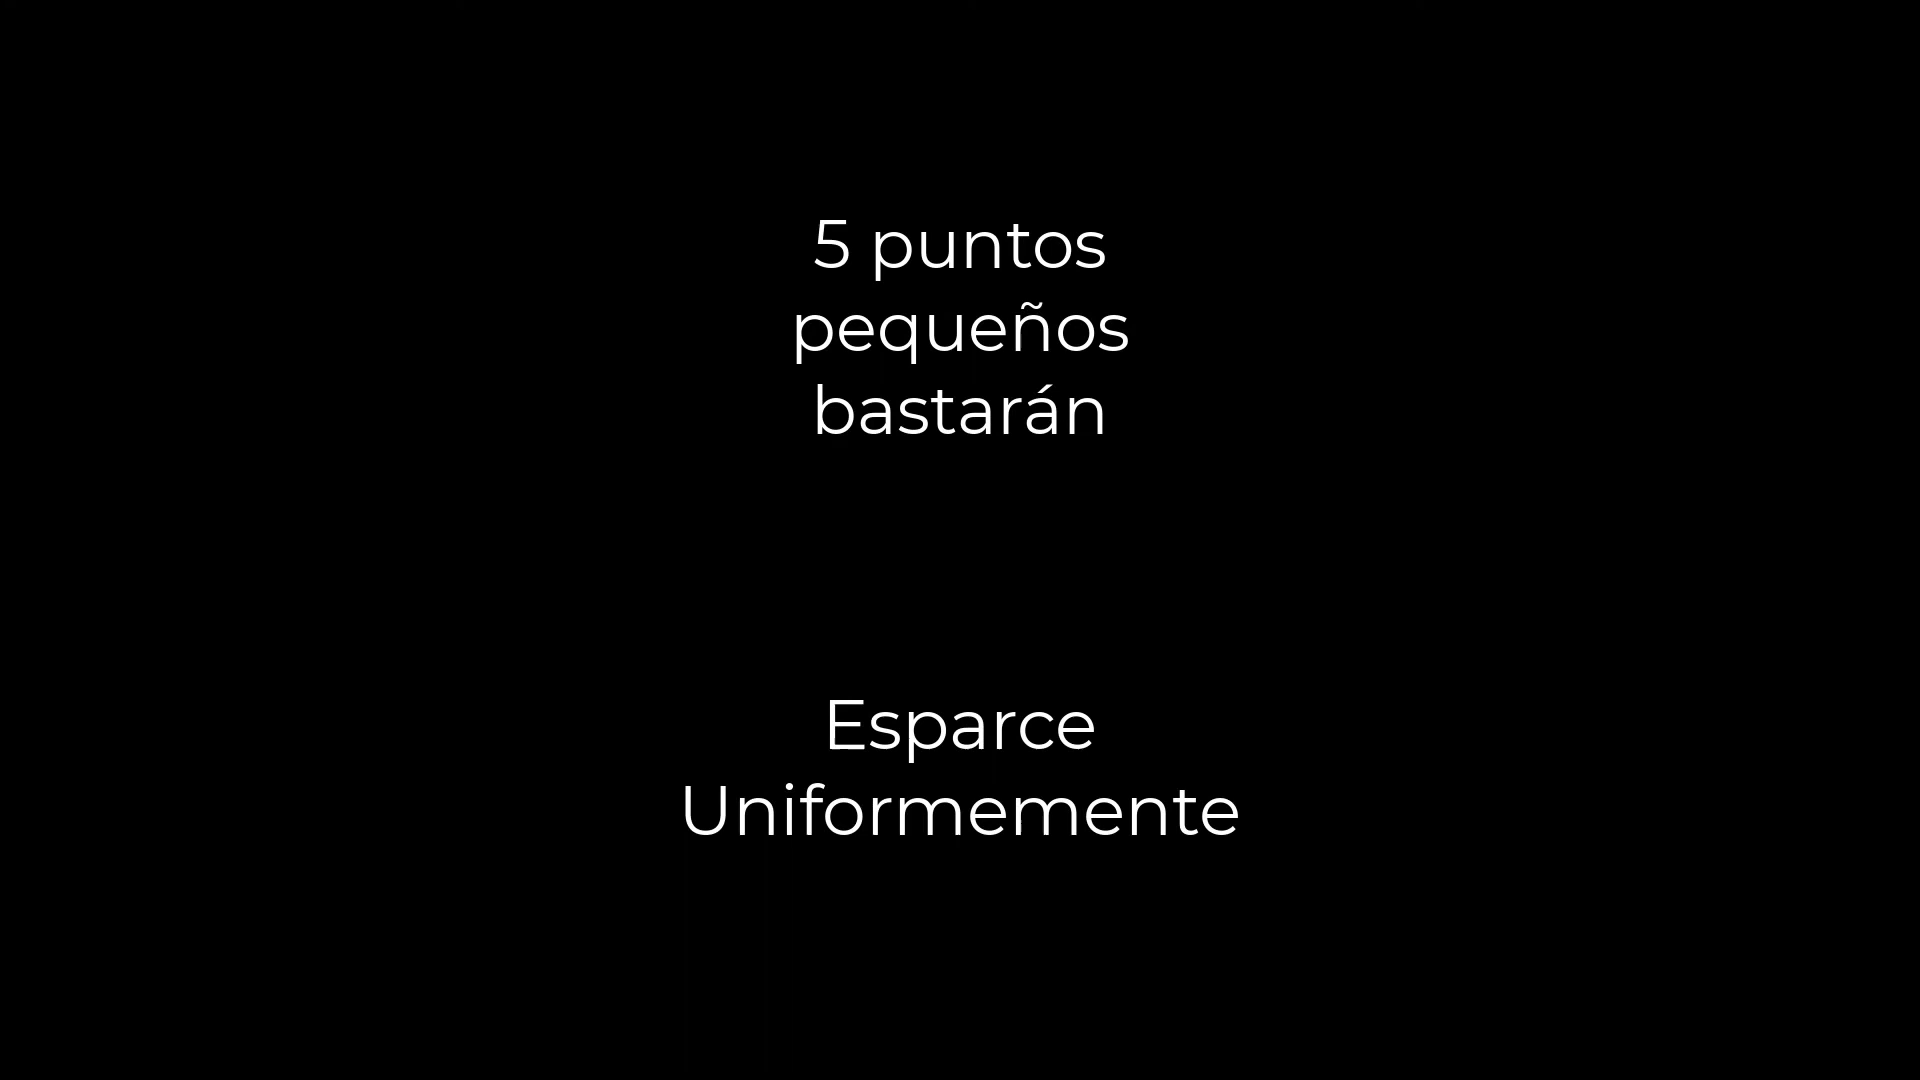 5 puntos
pequeños
bastarán
Esparce
Uniformemente